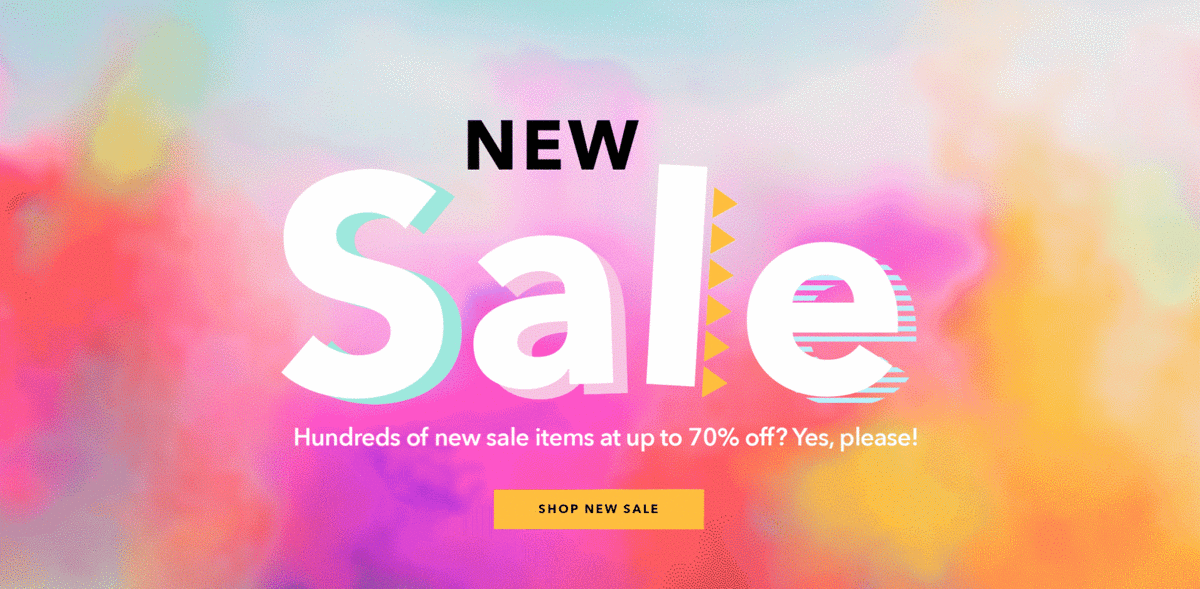 NEW
Sale
Hundreds of new sale items at up to 70% off? Yes, please!
SHOP NEW SALE